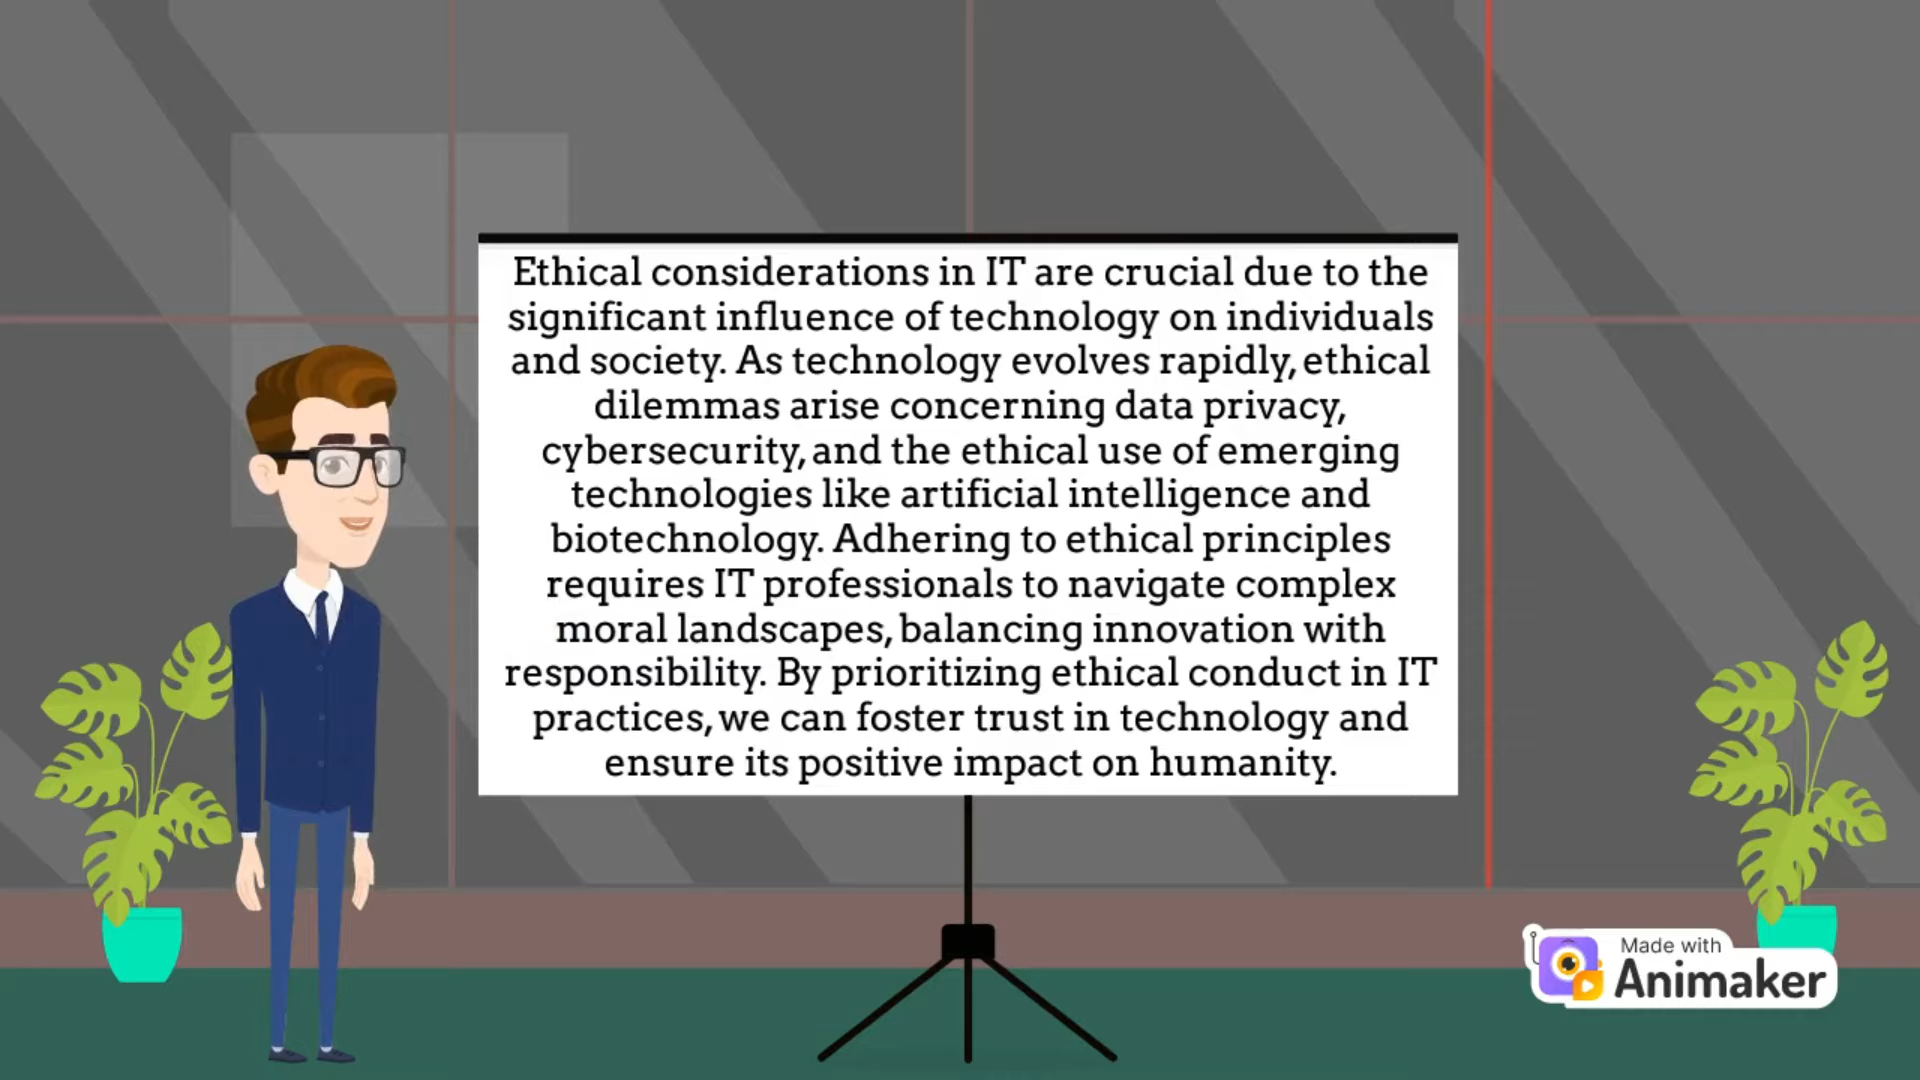 Ethical considerations in IT are crucial due to the
significant influence of technology on individuals
and society. As technology evolves rapidly, ethical
dilemmas arise concerning data privacy,
cybersecurity, and the ethical use of emerging
technologies like artificial intelligence and
biotechnology. Adhering to ethical principles
requires IT professionals to navigate complex
moral landscapes, balancing innovation with
responsibility. By prioritizing ethical conduct in IT
practices, we can foster trust in technology and
ensure its positive impact on humanity.
Made with
Animaker